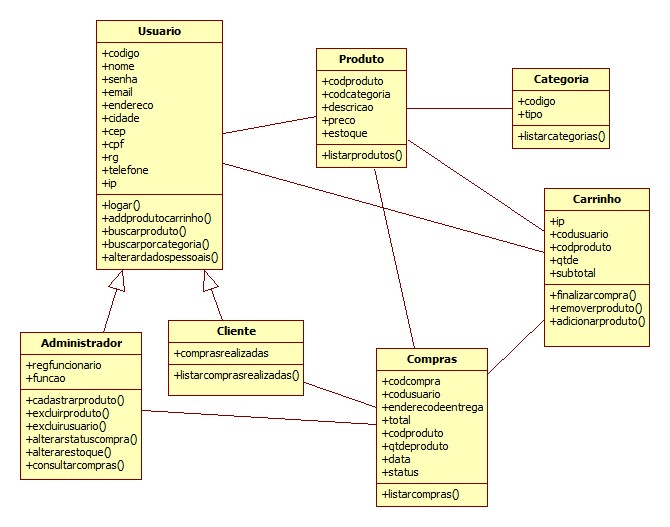 Usuario
+codigo
+nome
+senha
+email
+endereco
+cidade
+cep
+cpf
+rg
+telefone
+ip
+logar()
+addprodutocarrinho()
+buscarproduto()
+buscarporcategoria()
+alterardadospessoais()
Produto
+codproduto
+codcategoria
+descricao
+preco
+estoque
+listarprodutos()
Categoria
+codigo
+tipo
+listarcategorias()
Carrinho
+ip
+codusuario
+codproduto
+qtde
+subtotal
+finalizarcompra()
+removerproduto()
+adicionarproduto()
Administrador
+regfuncionario
+funcao
+cadastrarproduto()
+excluirproduto()
+excluirusuario()
+alterarstatuscompra()
+alterarestoque()
+consultarcompras()
Cliente
+comprasrealizadas
+listarcomprasrealizadas()
Compras
+codcompra
+codusuario
+enderecodeentrega
+total
+codproduto
+qtdeproduto
+data
+status
+listarcompras()